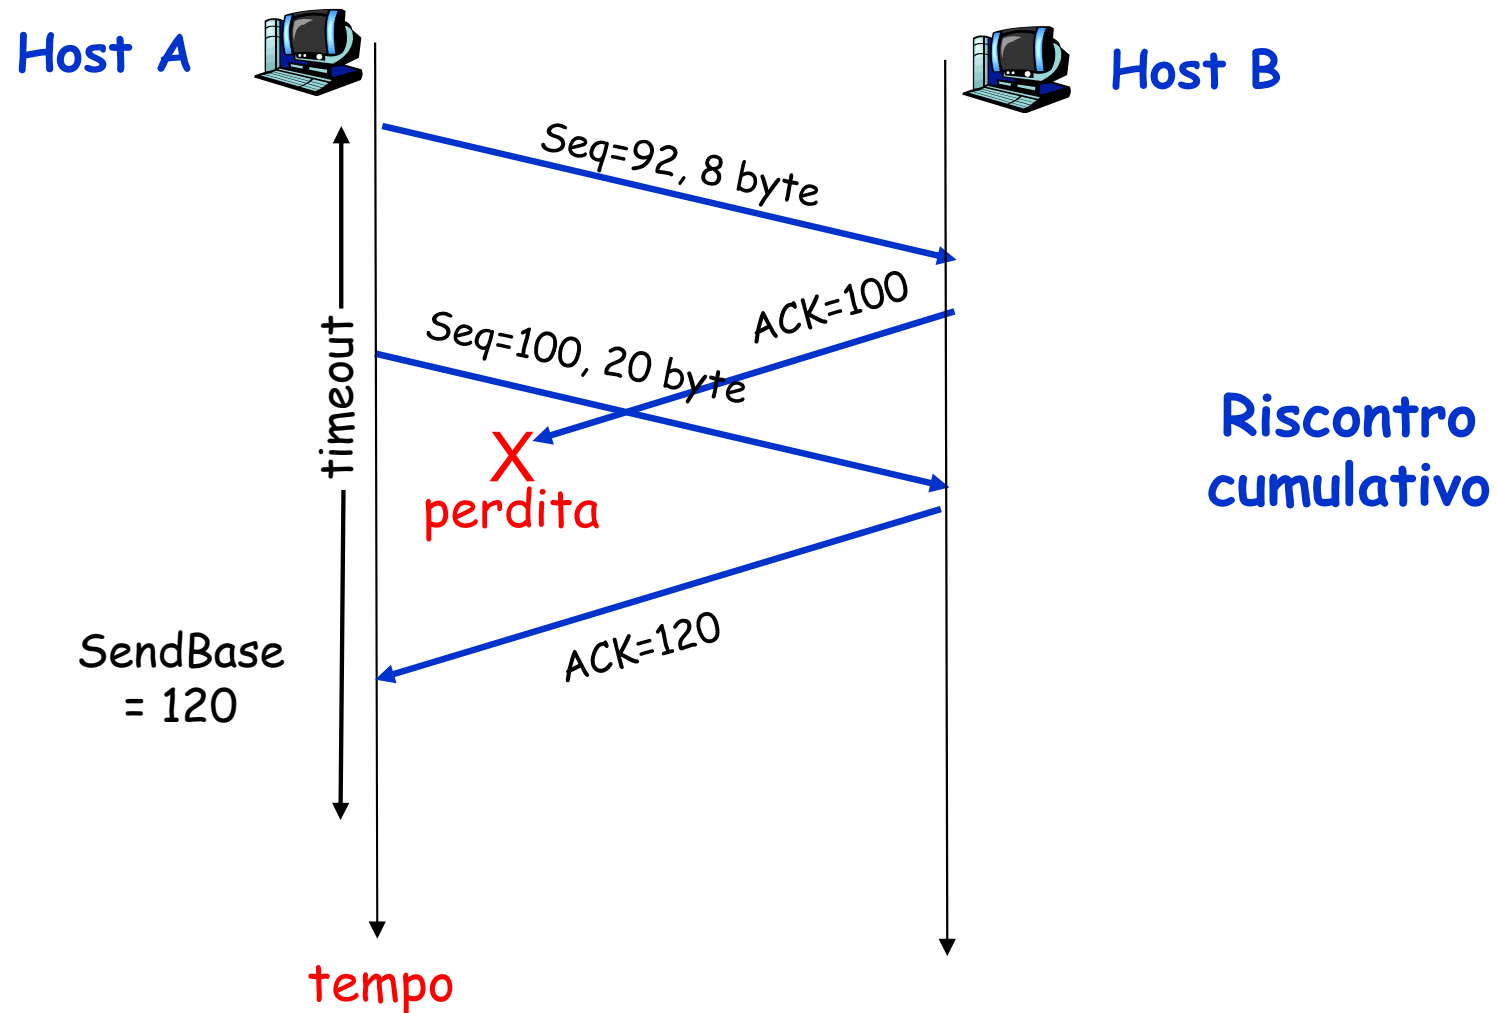 Host A
Host B
Seq=92, 8 byte
ACK=100
Seq=100, 20 byte
timeout
X
perdita
Riscontro
cumulativo
ACK=120
SendBase
= 120
tempo